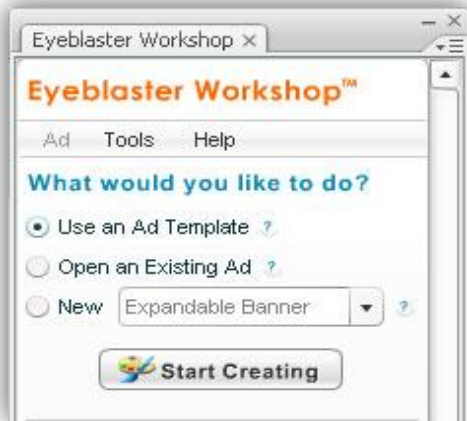 Eyeblaster Workshop ×
Eyeblaster Workshop™
Ad Tools Help
What would you like to do?
Use an Ad Template ?
Open an Existing Ad ?
New Expandable Banner ?
Start Creating